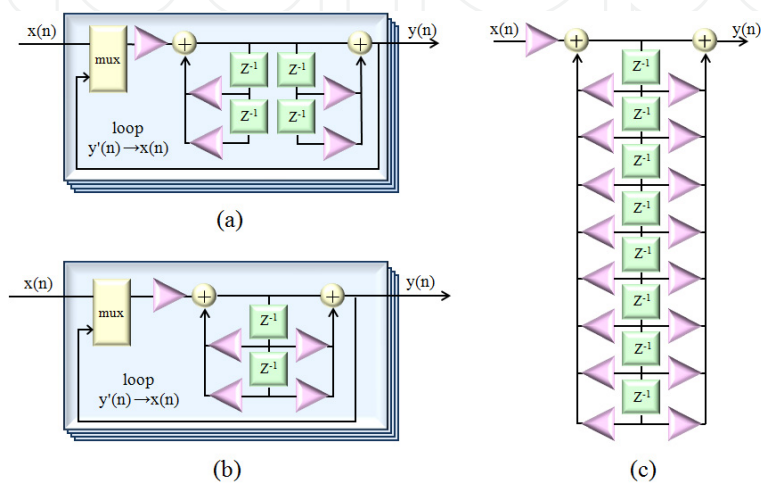 x(n)
mux
+
+
y(n)
Z-1
Z-1
Z-1
Z-1
loop
y'(n)→x(n)
(a)
x(n)
mux
+
+
y(n)
Z-1
Z-1
loop
y'(n)→x(n)
(b)
x(n)
+
+
y(n)
Z-1
Z-1
Z-1
Z-1
Z-1
Z-1
Z-1
Z-1
(c)